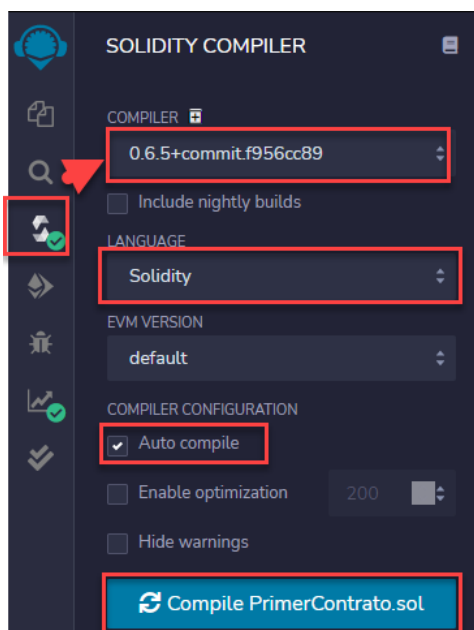 SOLIDITY COMPILER
COMPILER
0.6.5+commit.f956cc89
Include nightly builds
LANGUAGE
Solidity
EVM VERSION
default
COMPILER CONFIGURATION
Auto compile
Enable optimization 200
Hide warnings
Compile PrimerContrato.sol